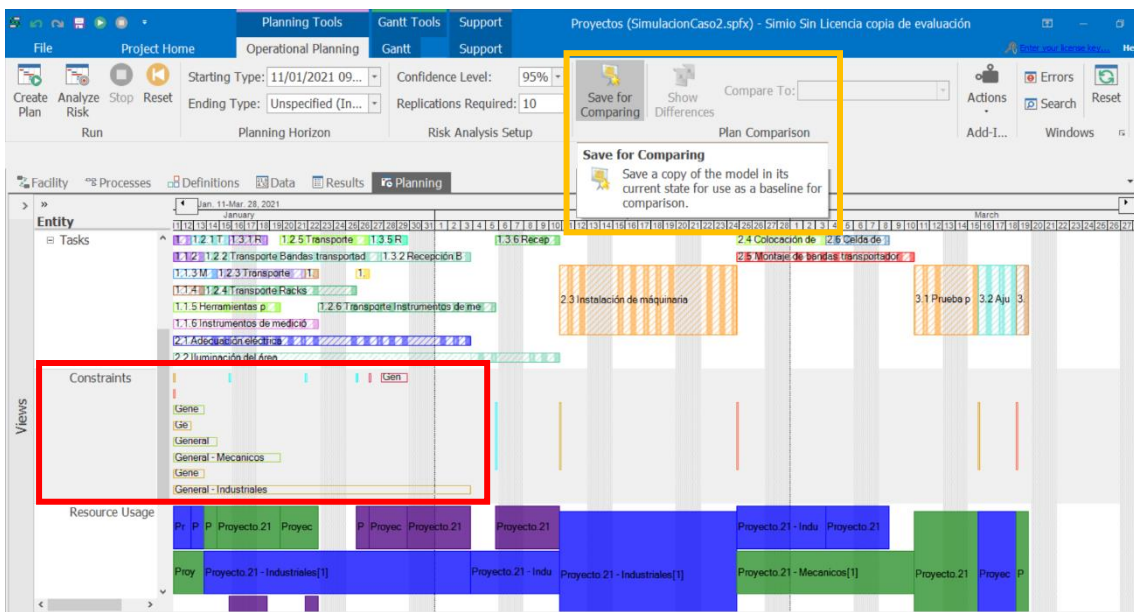 Planning Tools Gantt Tools Support Proyectos (SimulacionCaso2.spfx) - Simio Sin Licencia copia de evaluación
File Project Home Operational Planning Gantt Support Enter your license key... He
Create Plan
Analyze Risk
Stop
Reset
Run
Starting Type: 11/01/2021 09...
Ending Type: Unspecified (In...
Planning Horizon
Confidence Level: 95%
Replications Required: 10
Risk Analysis Setup
Save for Comparing
Show Differences
Compare To:
Plan Comparison
Actions
Add-I...
Errors
Search
Reset
Windows
Save for Comparing
Save a copy of the model in its
current state for use as a baseline for
comparison.
Facility Processes Definitions Data Results Planning
Views
Entity
Jan. 11-Mar. 28, 2021
January March
Tasks
1.2.1 T 1.3.1 R 1.2.5 Transporte 1.3.5 R 1.3.6 Recep 2.4 Colocación de 2.6 Celda de
1.1.2 1.2.2 Transporte Bandas transportad 1.3.2 Recepción B 2.5 Montaje de bandas transportador
1.1.3 M 1.2.3 Transporte
1.1.4 1.2.4 Transporte Racks
2.3 Instalación de máquinaria 3.1 Prueba p 3.2 Aju 3.
1.1.5 Herramientas p 1.2.6 Transporte Instrumentos de me
1.1.6 Instrumentos de medició
2.1 Adecuación eléctrica
2.2 Iluminación del área
Constraints
Gen
Gene
Ge
General
General - Mecanicos
Gene
General - Industriales
Resource Usage
Pr P P Proyecto.21 Proyec P Proyec Proyecto.21 Proyecto.21 Proyecto.21 - Indu Proyecto.21
Proy Proyecto.21 - Industriales[1] Proyecto.21 - Indu Proyecto.21 - Industriales[1] Proyecto.21 - Mecanicos[1] Proyecto.21 Proyec P